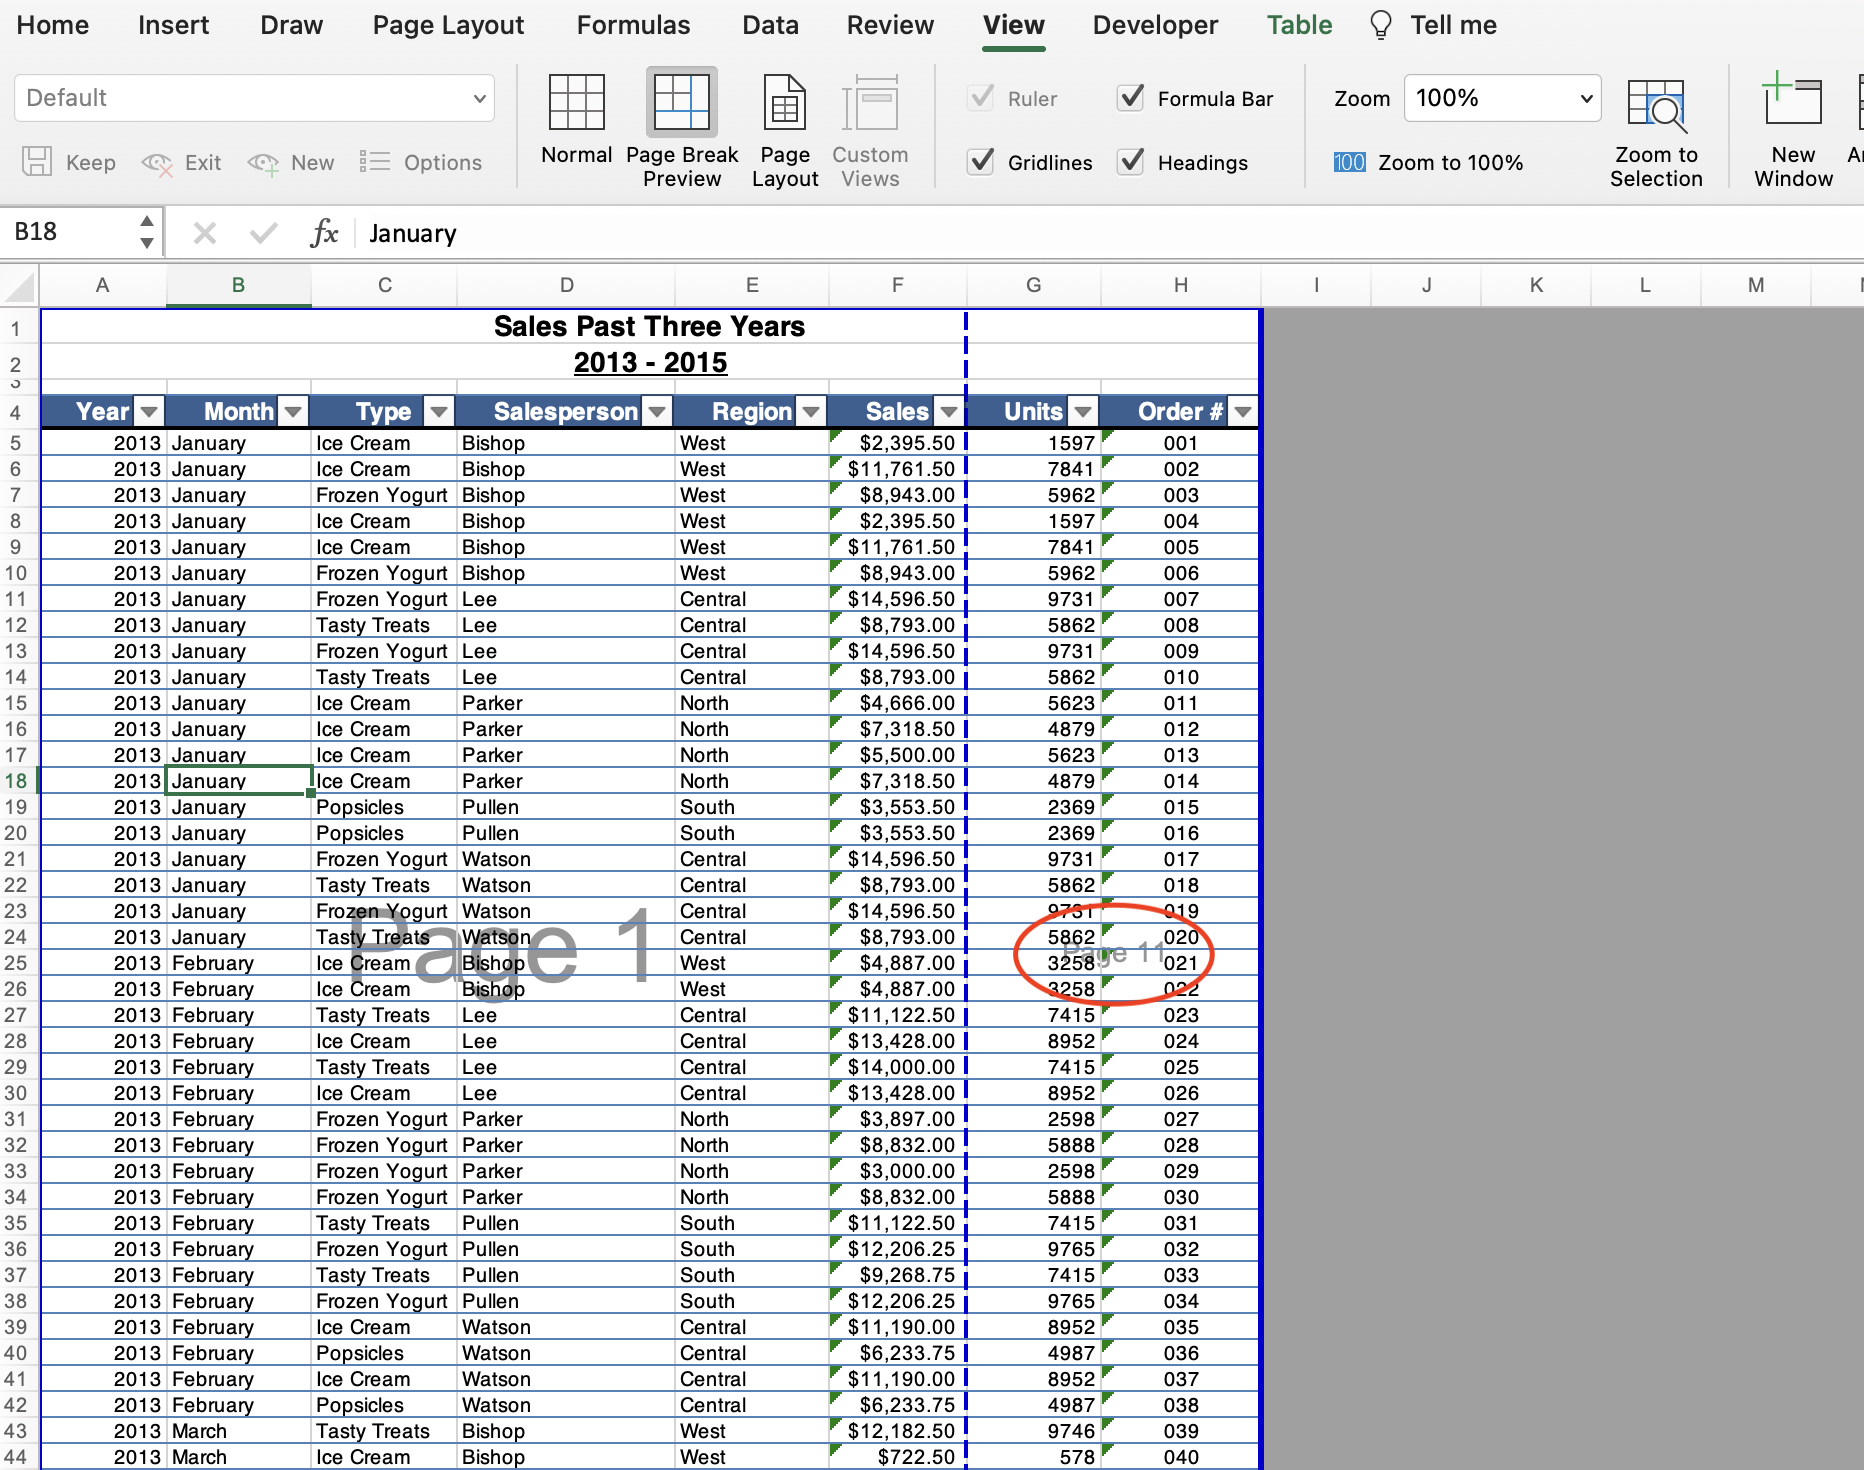 Home Insert Draw Page Layout Formulas Data Review View Developer Table Tell me
Default
Keep Exit New Options
Normal
Page Break Preview
Page Layout
Custom Views
Ruler Formula Bar
Gridlines Headings
Zoom 100%
100 Zoom to 100%
Zoom to Selection
New Window
B18 fx January
A B C D E F G H I J K L M
1 Sales Past Three Years
2 2013 - 2015
3
4 Year Month Type Salesperson Region Sales Units Order #
5 2013 January Ice Cream Bishop West $2,395.50 1597 001
6 2013 January Ice Cream Bishop West $11,761.50 7841 002
7 2013 January Frozen Yogurt Bishop West $8,943.00 5962 003
8 2013 January Ice Cream Bishop West $2,395.50 1597 004
9 2013 January Ice Cream Bishop West $11,761.50 7841 005
10 2013 January Frozen Yogurt Bishop West $8,943.00 5962 006
11 2013 January Frozen Yogurt Lee Central $14,596.50 9731 007
12 2013 January Tasty Treats Lee Central $8,793.00 5862 008
13 2013 January Frozen Yogurt Lee Central $14,596.50 9731 009
14 2013 January Tasty Treats Lee Central $8,793.00 5862 010
15 2013 January Ice Cream Parker North $4,666.00 5623 011
16 2013 January Ice Cream Parker North $7,318.50 4879 012
17 2013 January Ice Cream Parker North $5,500.00 5623 013
18 2013 January Ice Cream Parker North $7,318.50 4879 014
19 2013 January Popsicles Pullen South $3,553.50 2369 015
20 2013 January Popsicles Pullen South $3,553.50 2369 016
21 2013 January Frozen Yogurt Watson Central $14,596.50 9731 017
22 2013 January Tasty Treats Watson Central $8,793.00 5862 018
23 2013 January Frozen Yogurt Watson Central $14,596.50 9731 019
24 2013 January Tasty Treats Watson Central $8,793.00 5862 020
Page 1 Page 11
25 2013 February Ice Cream Bishop West $4,887.00 3258 021
26 2013 February Ice Cream Bishop West $4,887.00 3258 022
27 2013 February Tasty Treats Lee Central $11,122.50 7415 023
28 2013 February Ice Cream Lee Central $13,428.00 8952 024
29 2013 February Tasty Treats Lee Central $14,000.00 7415 025
30 2013 February Ice Cream Lee Central $13,428.00 8952 026
31 2013 February Frozen Yogurt Parker North $3,897.00 2598 027
32 2013 February Frozen Yogurt Parker North $8,832.00 5888 028
33 2013 February Frozen Yogurt Parker North $3,000.00 2598 029
34 2013 February Frozen Yogurt Parker North $8,832.00 5888 030
35 2013 February Tasty Treats Pullen South $11,122.50 7415 031
36 2013 February Frozen Yogurt Pullen South $12,206.25 9765 032
37 2013 February Tasty Treats Pullen South $9,268.75 7415 033
38 2013 February Frozen Yogurt Pullen South $12,206.25 9765 034
39 2013 February Ice Cream Watson Central $11,190.00 8952 035
40 2013 February Popsicles Watson Central $6,233.75 4987 036
41 2013 February Ice Cream Watson Central $11,190.00 8952 037
42 2013 February Popsicles Watson Central $6,233.75 4987 038
43 2013 March Tasty Treats Bishop West $12,182.50 9746 039
44 2013 March Ice Cream Bishop West $722.50 578 040